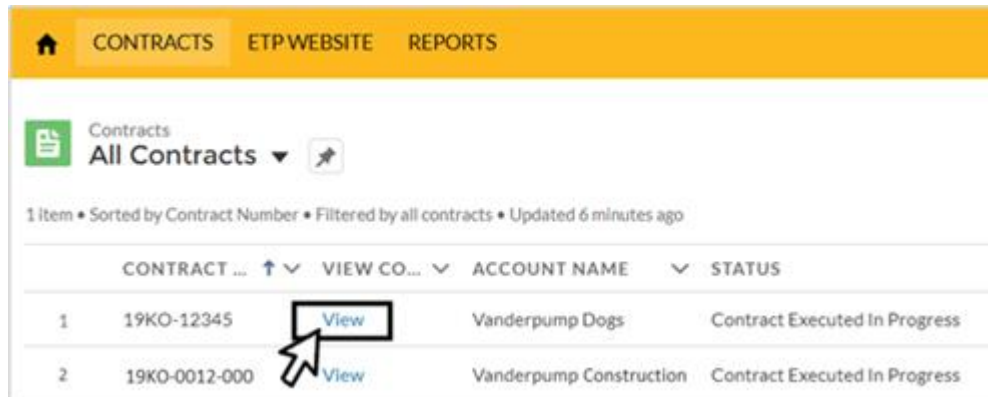 CONTRACTS ETP WEBSITE REPORTS
Contracts
All Contracts
1 item • Sorted by Contract Number • Filtered by all contracts • Updated 6 minutes ago
CONTRACT ... VIEW CO... ACCOUNT NAME STATUS
1 19KO-12345 View Vanderpump Dogs Contract Executed In Progress
2 19KO-0012-000 View Vanderpump Construction Contract Executed In Progress